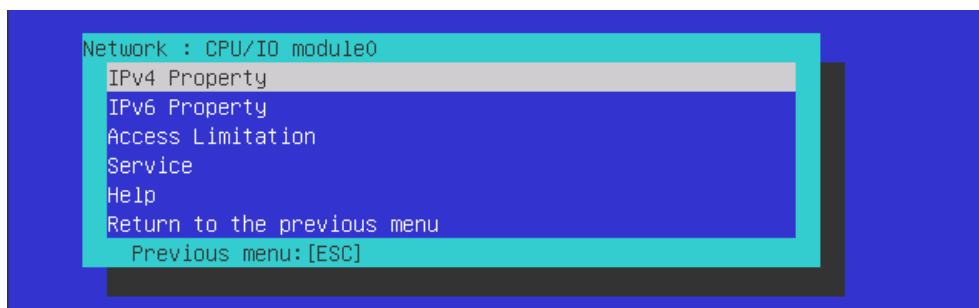 Network : CPU/IO module0
IPv4 Property
IPv6 Property
Access Limitation
Service
Help
Return to the previous menu
Previous menu:[ESC]